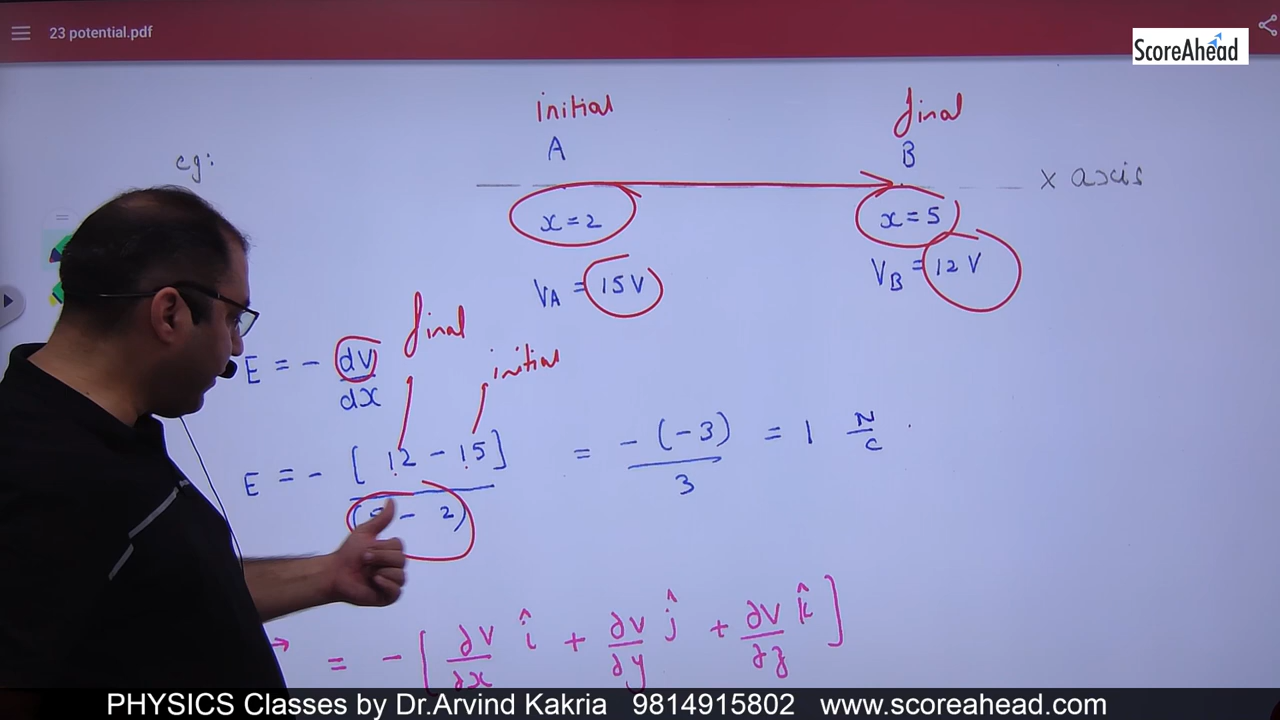 23 potential.pdf
ScoreAhead
initial
final
eg:
A
B
x axis
x = 2
x = 5
VA = 15V
VB = 12 V
final
initial
E = - dV/dx
E = - [12 - 15] / ( - 2) = -(-3)/3 = 1 N/C
= - [ ∂V/∂x î + ∂V/∂y ĵ + ∂V/∂z k̂ ]
PHYSICS Classes by Dr.Arvind Kakria 9814915802 www.scoreahead.com